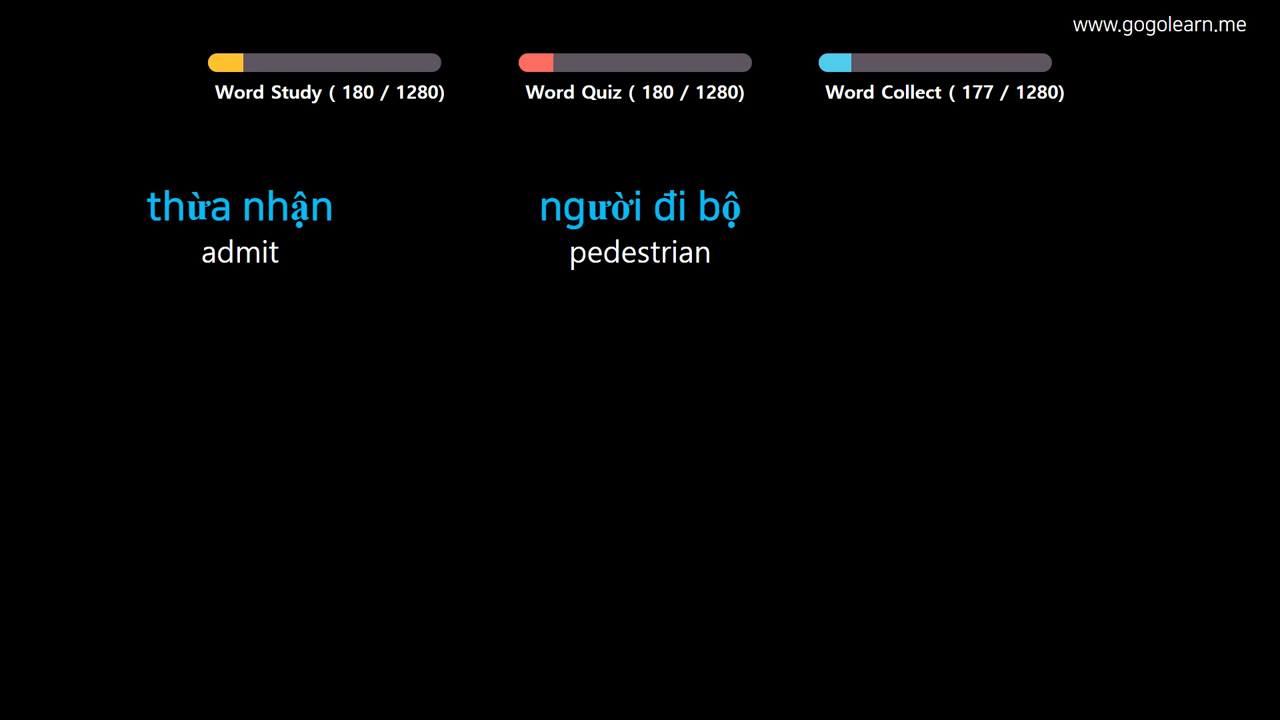 www.gogolearn.me
Word Study ( 180 / 1280)
Word Quiz ( 180 / 1280)
Word Collect ( 177 / 1280)
thừa nhận
admit
người đi bộ
pedestrian